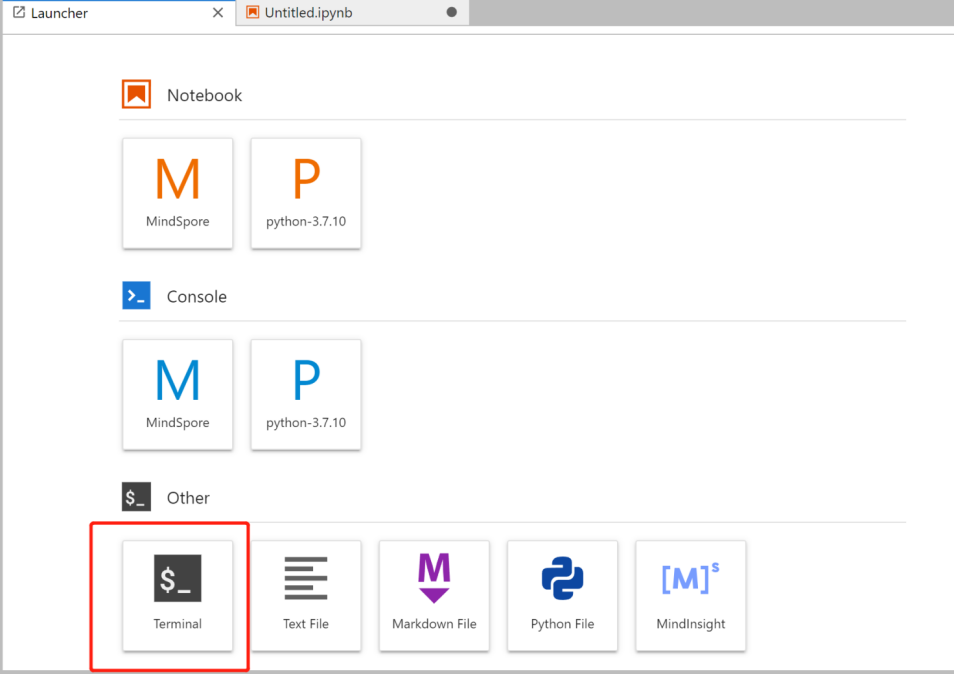 Launcher
Untitled.ipynb
Notebook
M
P
MindSpore
python-3.7.10
Console
M
P
MindSpore
python-3.7.10
$_ Other
$_
M
[M]s
Terminal
Text File
Markdown File
Python File
MindInsight